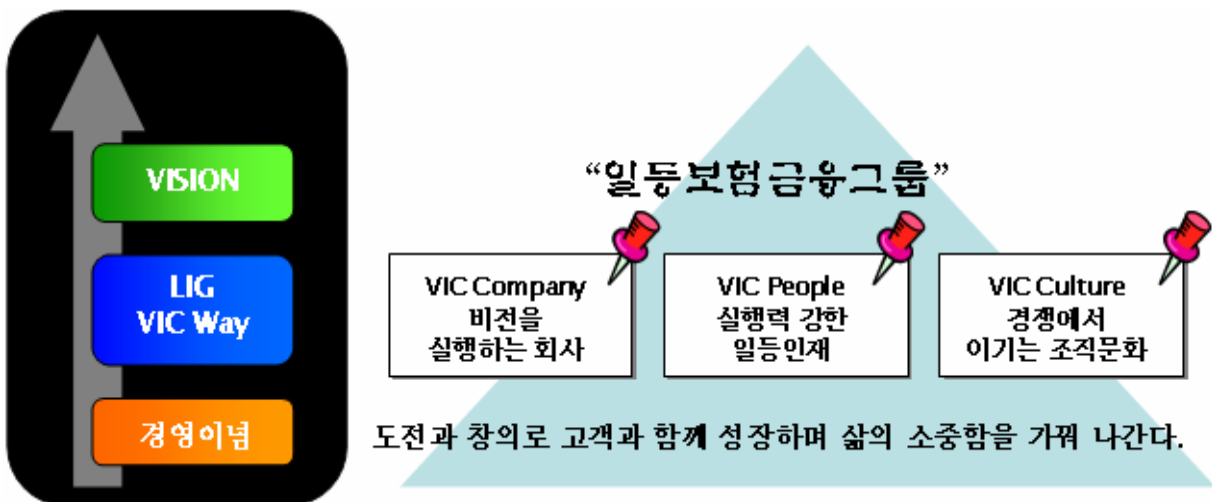 VISION
“일등보험금융그룹”
LIG
VIC Way
VIC Company
비전을
실행하는 회사
VIC People
실행력 강한
일등인재
VIC Culture
경쟁에서
이기는 조직문화
경영이념
도전과 창의로 고객과 함께 성장하며 삶의 소중함을 가꿔 나간다.